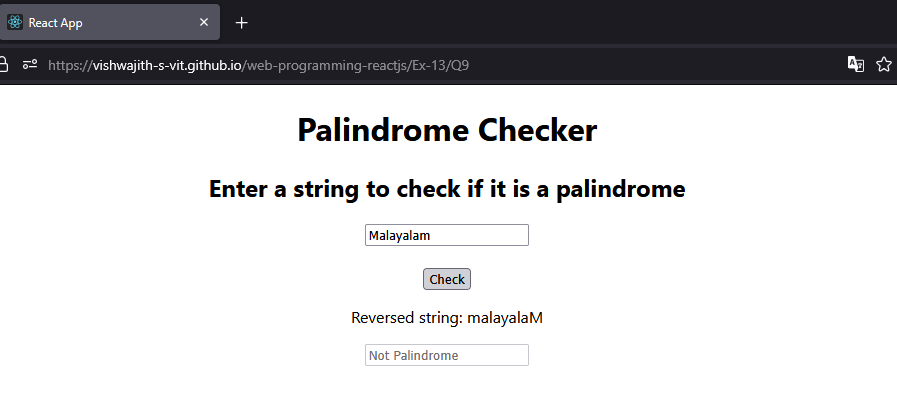 React App
https://vishwajith-s-vit.github.io/web-programming-reactjs/Ex-13/Q9
Palindrome Checker
Enter a string to check if it is a palindrome
Malayalam
Check
Reversed string: malayalaM
Not Palindrome